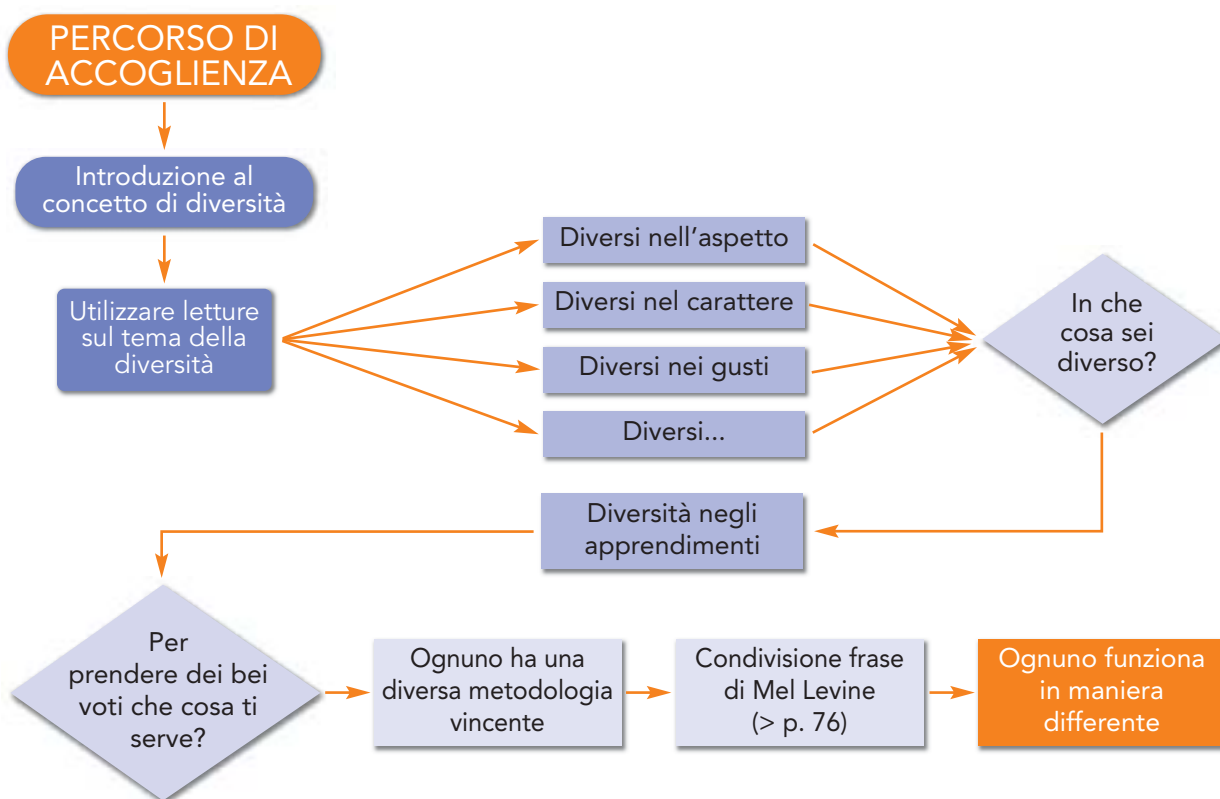 PERCORSO DI
ACCOGLIENZA
Introduzione al
concetto di diversità
Utilizzare letture
sul tema della
diversità
Diversi nell'aspetto
Diversi nel carattere
Diversi nei gusti
Diversi...
In che
cosa sei
diverso?
Diversità negli
apprendimenti
Per
prendere dei bei
voti che cosa ti
serve?
Ognuno ha una
diversa metodologia
vincente
Condivisione frase
di Mel Levine
(> p. 76)
Ognuno funziona
in maniera
differente